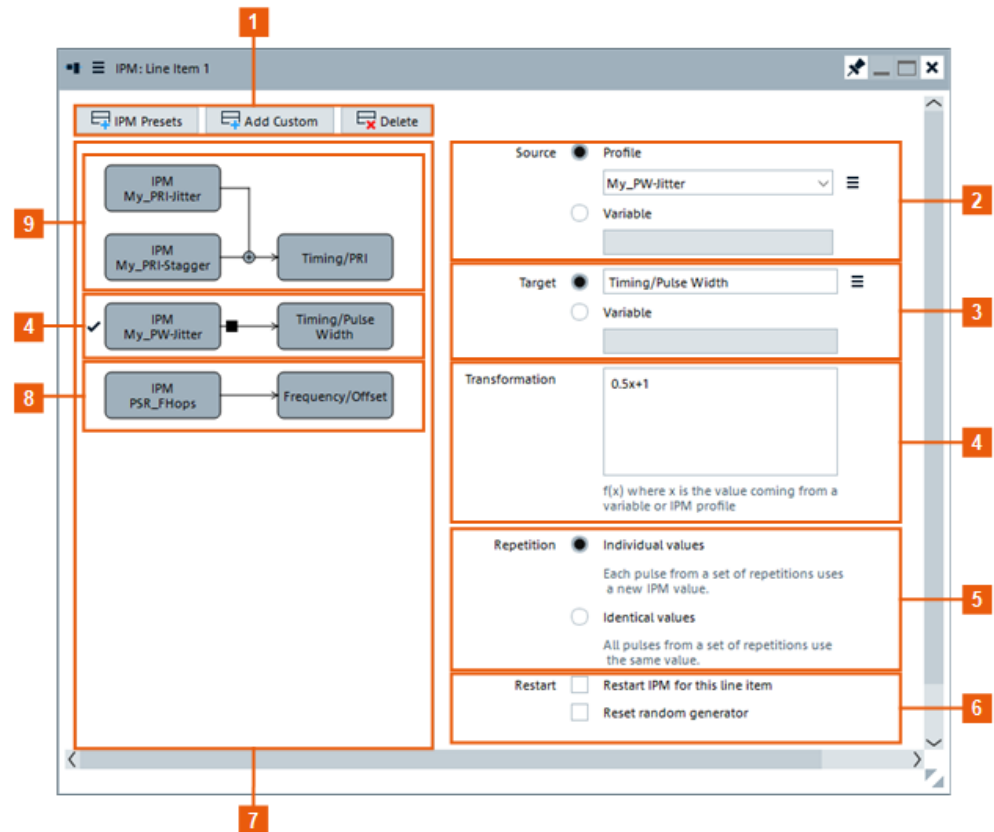 1
IPM: Line Item 1
IPM Presets
Add Custom
Delete
9
IPM
My_PRI-Jitter
IPM
My_PRI-Stagger
Timing/PRI
4
IPM
My_PW-Jitter
Timing/Pulse
Width
8
IPM
PSR_FHops
Frequency/Offset
7
Source
Profile
My_PW-Jitter
Variable
2
Target
Timing/Pulse Width
Variable
3
Transformation
0.5x+1
f(x) where x is the value coming from a
variable or IPM profile
4
Repetition
Individual values
Each pulse from a set of repetitions uses
a new IPM value.
Identical values
All pulses from a set of repetitions use
the same value.
5
Restart
Restart IPM for this line item
Reset random generator
6